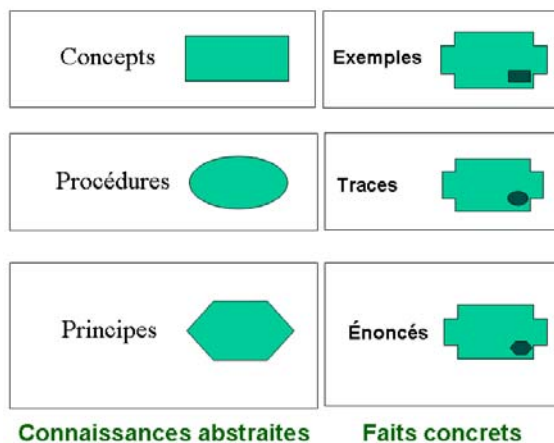 Concepts
Exemples
Procédures
Traces
Principes
Énoncés
Connaissances abstraites
Faits concrets